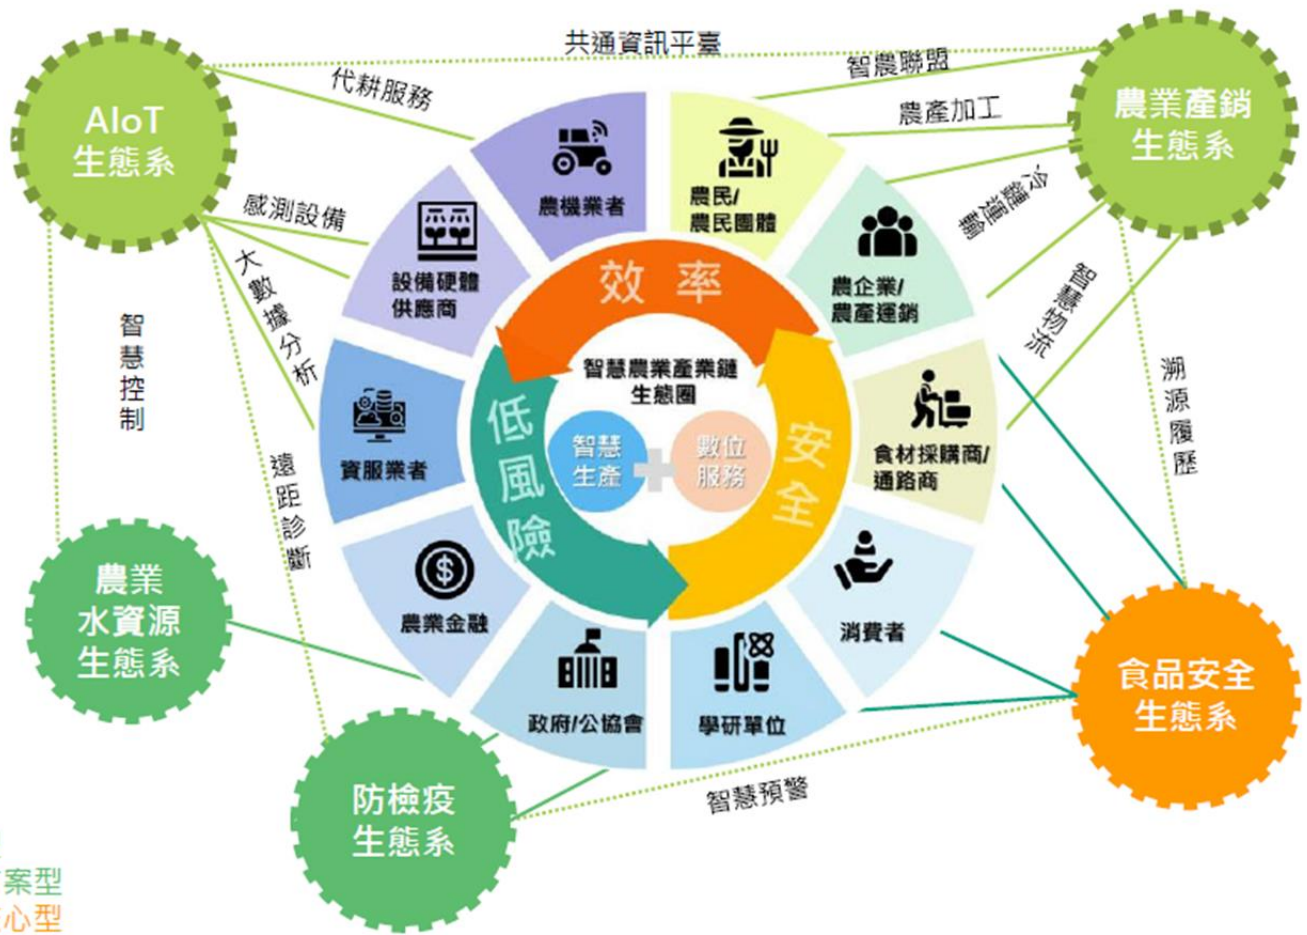 共通資訊平臺
代耕服務
智農聯盟
農產加工
AIoT
生態系
農業產銷
生態系
農機業者
農民/
農民團體
感測設備
冷鏈運輸
設備硬體
供應商
農企業/
農產運銷
大數據分析
智慧物流
效率
智慧控制
智慧農業產業鏈
生態圈
溯源履歷
低風險
智慧
生產
數位
服務
安全
資服業者
食材採購商/
通路商
遠距診斷
農業
水資源
生態系
農業金融
消費者
食品安全
生態系
政府/公協會
學研單位
智慧預警
防檢疫
生態系
案型
心型